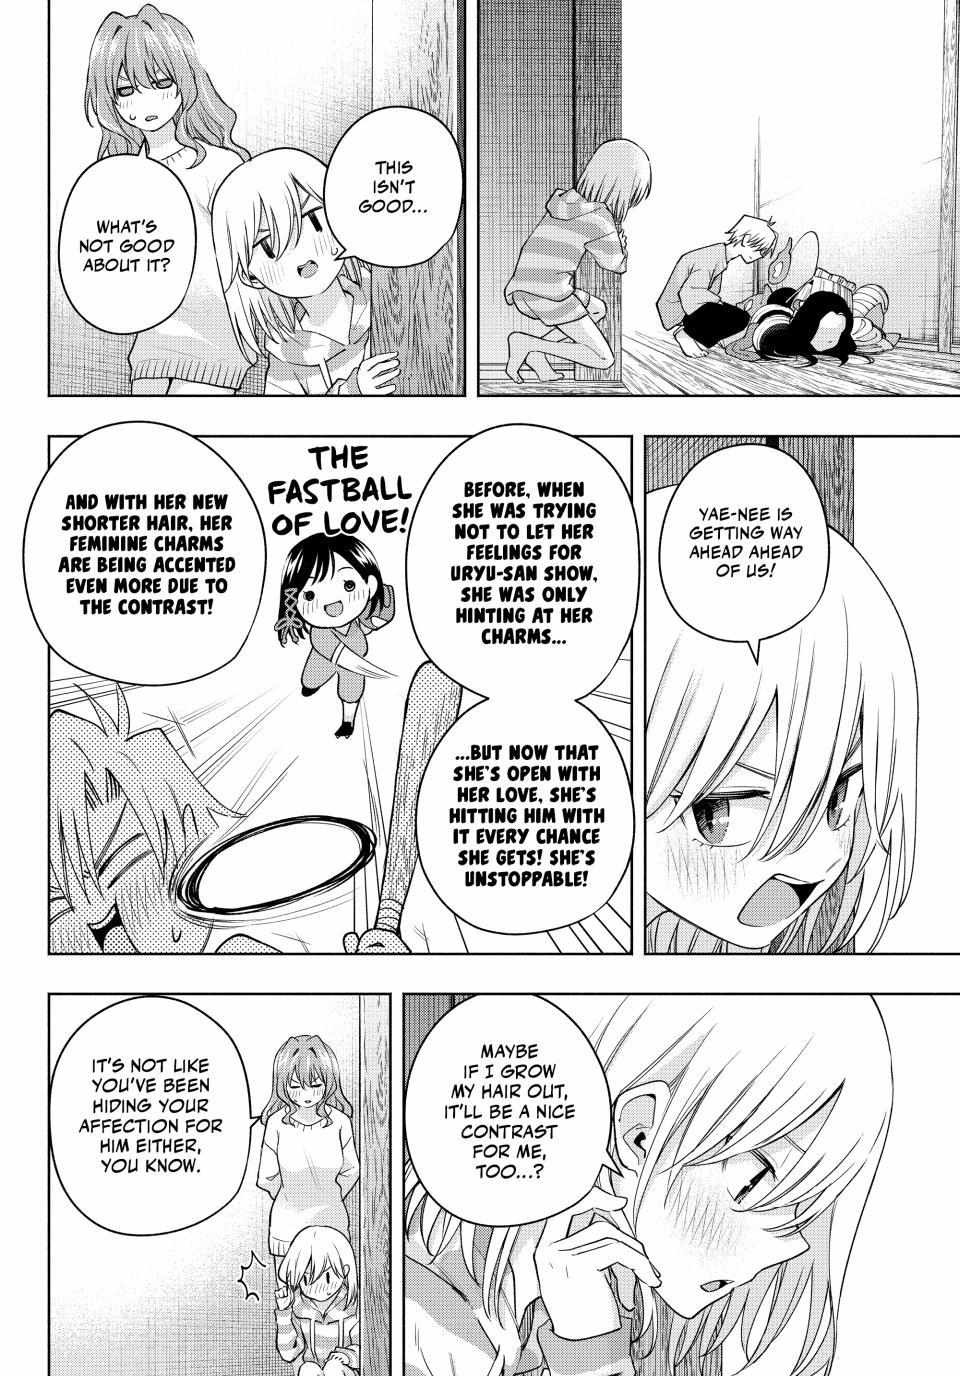 THIS
ISN'T
GOOD...
WHAT'S
NOT GOOD
ABOUT IT?
YAE-NEE IS
GETTING WAY
AHEAD AHEAD
OF US!
BEFORE, WHEN
SHE WAS TRYING
NOT TO LET HER
FEELINGS FOR
URYU-SAN SHOW,
SHE WAS ONLY
HINTING AT HER
CHARMS...
...BUT NOW THAT
SHE'S OPEN WITH
HER LOVE, SHE'S
HITTING HIM WITH
IT EVERY CHANCE
SHE GETS! SHE'S
UNSTOPPABLE!
THE
FASTBALL
OF LOVE!
AND WITH HER NEW
SHORTER HAIR, HER
FEMININE CHARMS
ARE BEING ACCENTED
EVEN MORE DUE TO
THE CONTRAST!
MAYBE
IF I GROW
MY HAIR OUT,
IT'LL BE A NICE
CONTRAST
FOR ME,
TOO...?
IT'S NOT LIKE
YOU'VE BEEN
HIDING YOUR
AFFECTION FOR
HIM EITHER,
YOU KNOW.